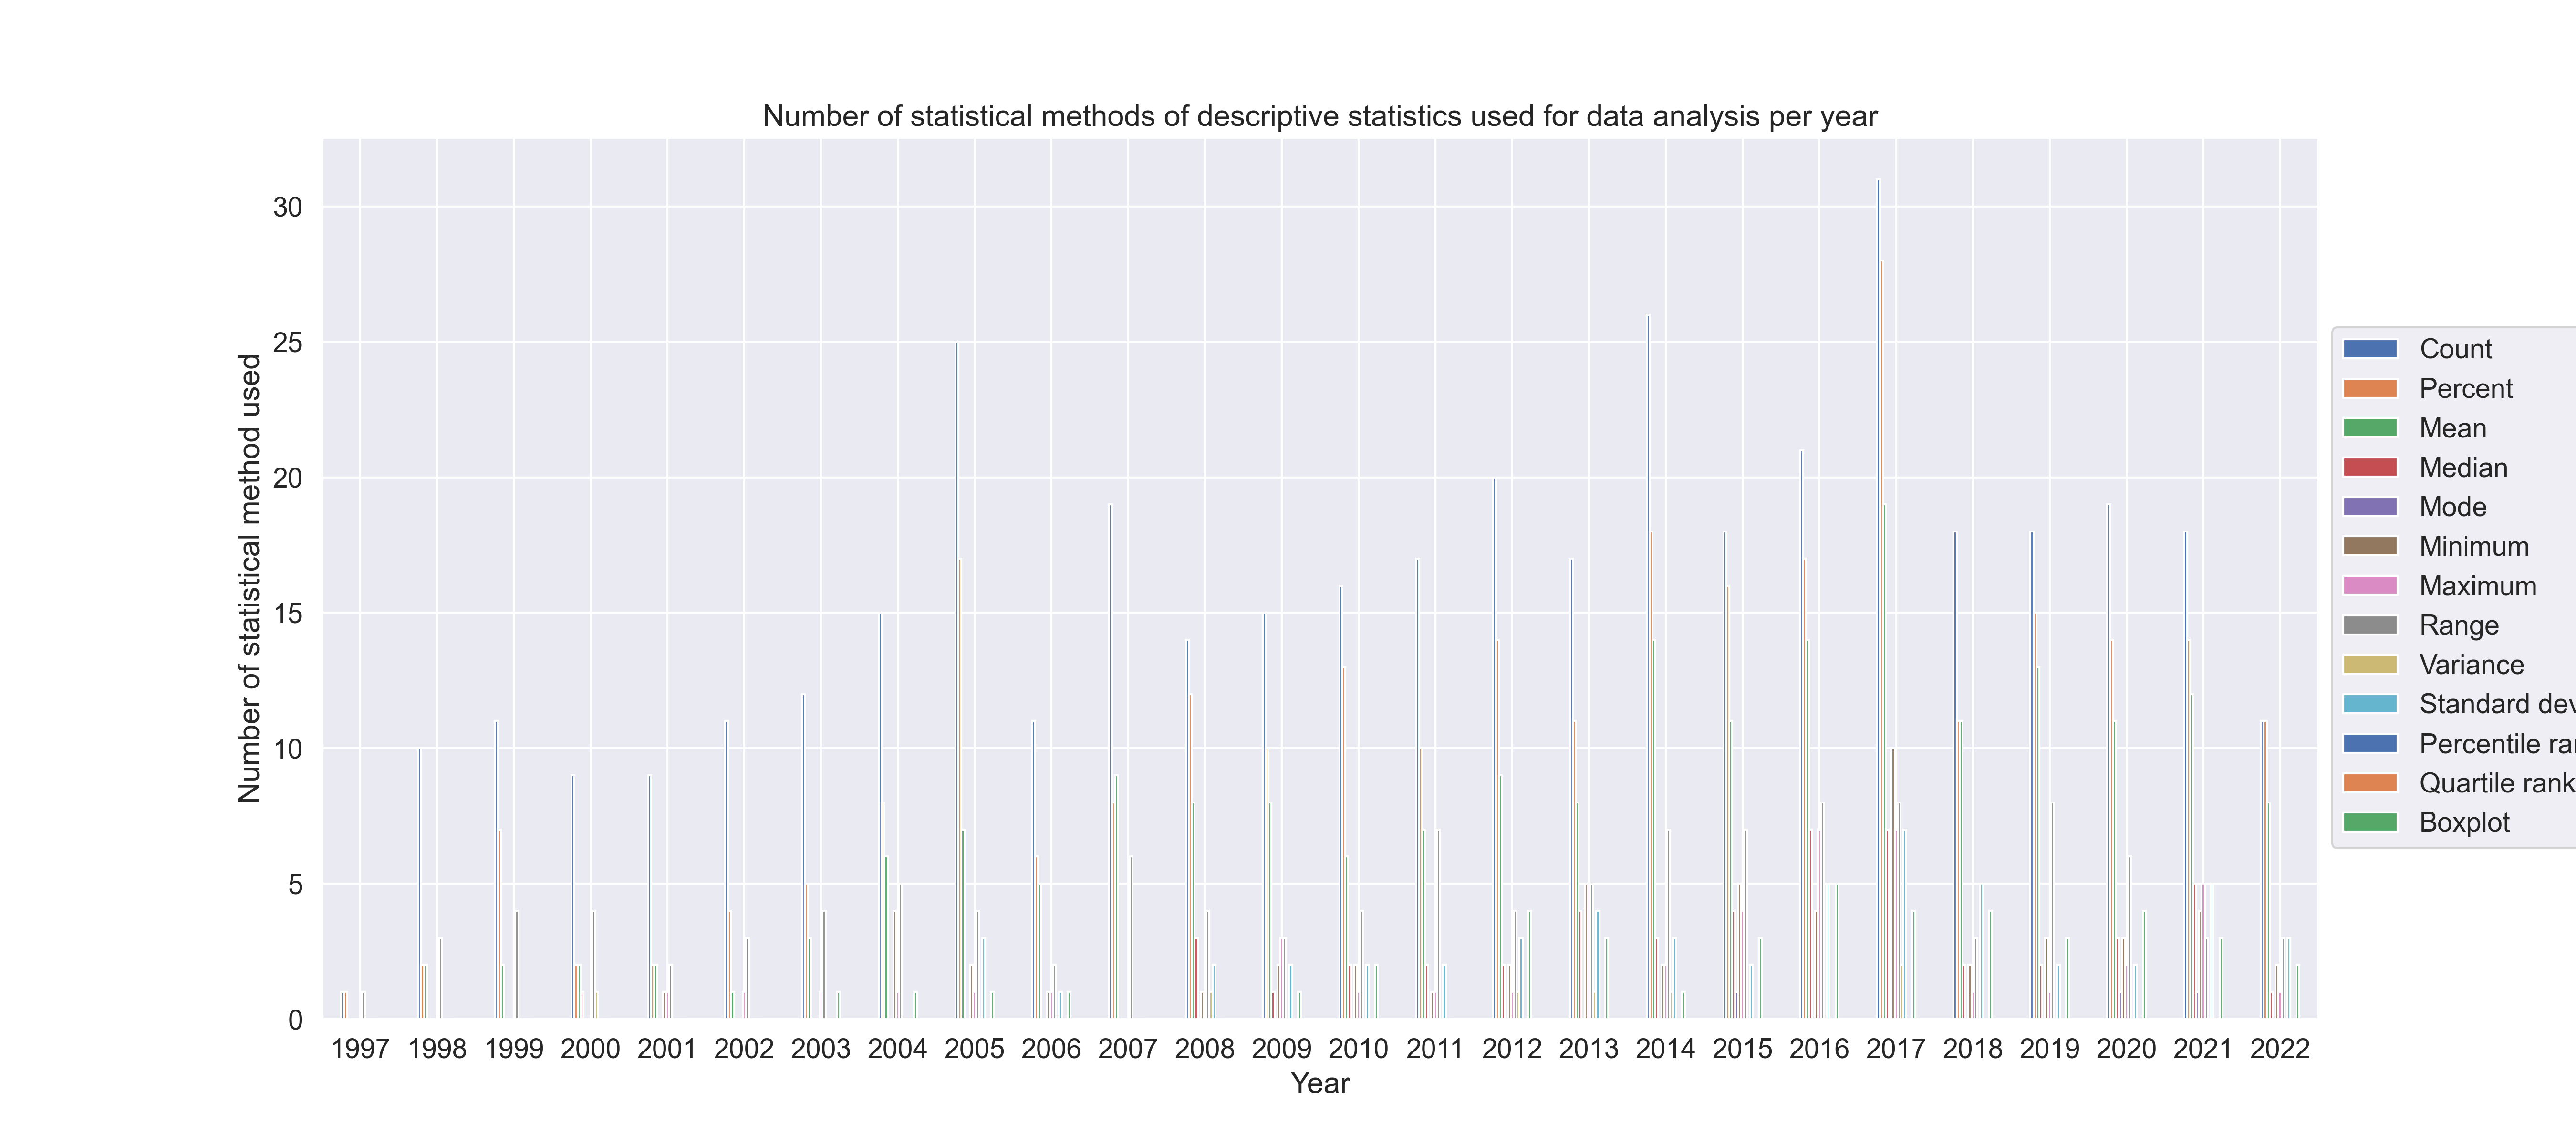 Number of statistical methods of descriptive statistics used for data analysis per year
Number of statistical method used
30
25
20
15
10
5
0
1997 1998 1999 2000 2001 2002 2003 2004 2005 2006 2007 2008 2009 2010 2011 2012 2013 2014 2015 2016 2017 2018 2019 2020 2021 2022
Year
Count
Percent
Mean
Median
Mode
Minimum
Maximum
Range
Variance
Standard dev
Percentile ra
Quartile rank
Boxplot